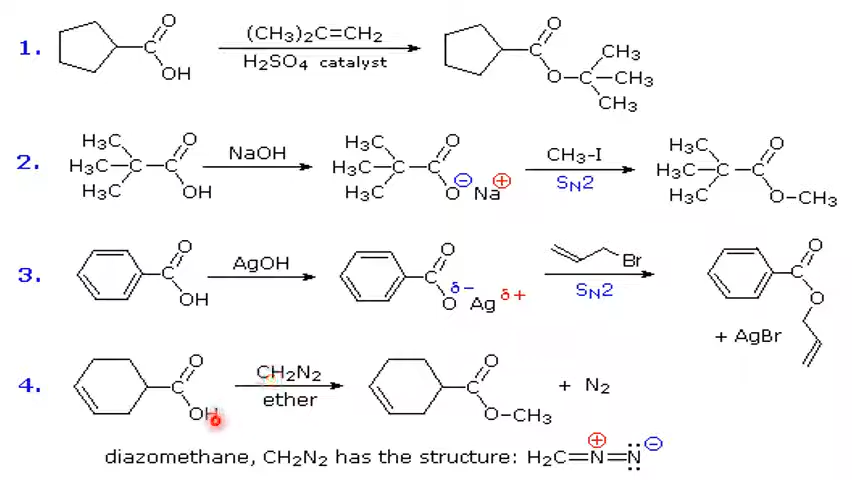 1. C O OH (CH3)2C=CH2 H2SO4 catalyst C O O C CH3 CH3 CH3
2. H3C H3C H3C C C O OH NaOH H3C H3C H3C C C O O ⊖ Na ⊕ CH3-I SN2 H3C H3C H3C C C O O-CH3
3. C O OH AgOH C O O δ- Ag δ+ Br SN2 C O O + AgBr
4. C O OH CH2N2 ether C O O-CH3 + N2
diazomethane, CH2N2 has the structure: H2C=N=N ⊕ ⊖